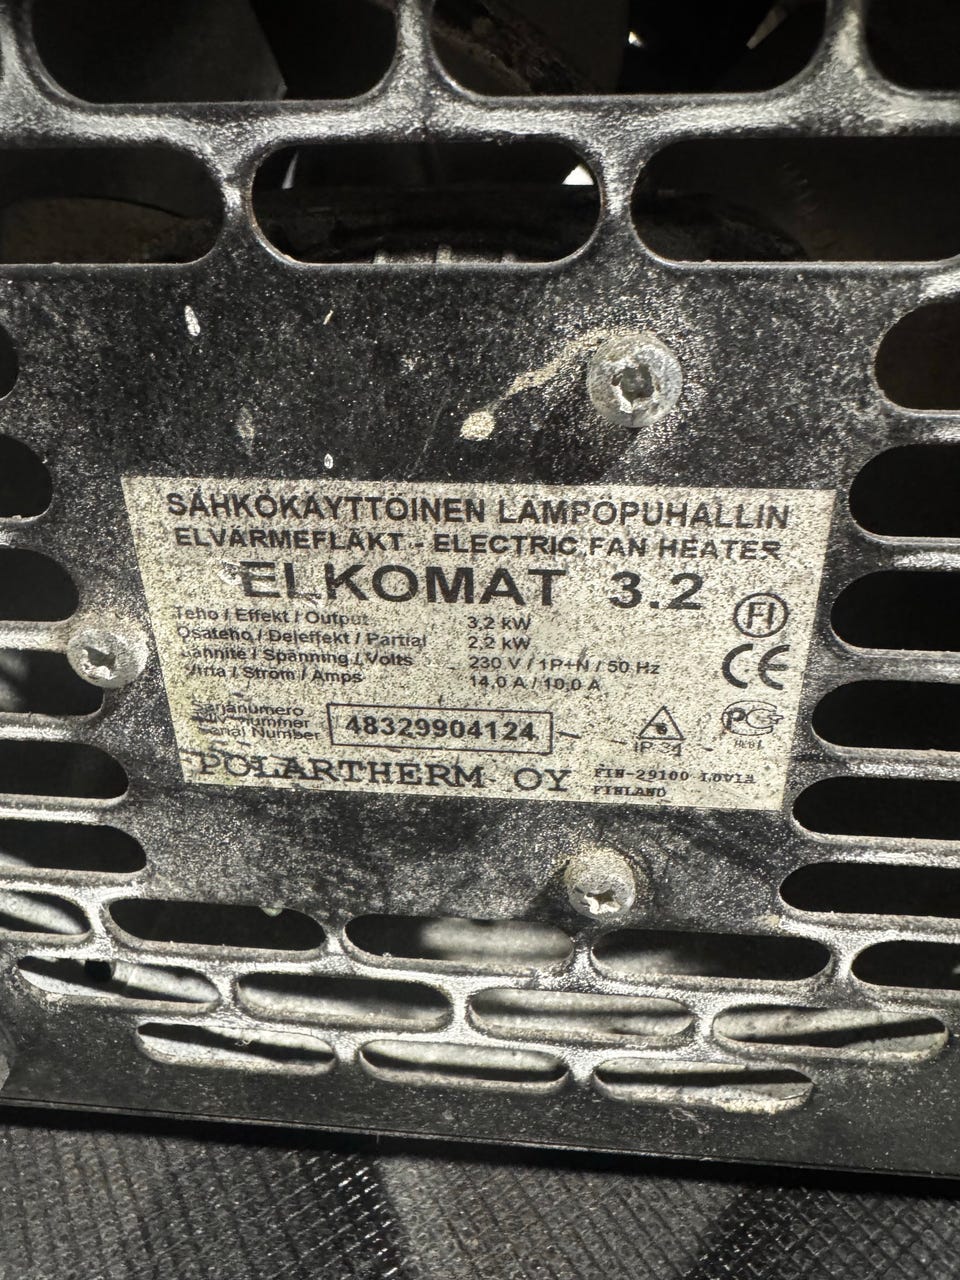 SÄHKÖKÄYTTÖINEN LÄMPÖPUHALLIN
ELVÄRMEFLÄKT - ELECTRIC FAN HEATER
ELKOMAT 3.2
FI
Teho / Effekt / Output 3,2 kW
Osateho / Deleffekt / Partial 2,2 kW
Jännite / Spänning / Volts 230 V / 1P+N / 50 Hz
CE
Virta / Ström / Amps 14,0 A / 10,0 A
Sarjanumero
nummer
Serial Number 48329904124
IP 34
РСТ
POLARTHERM OY FIN-29100 LUVIA
FINLAND